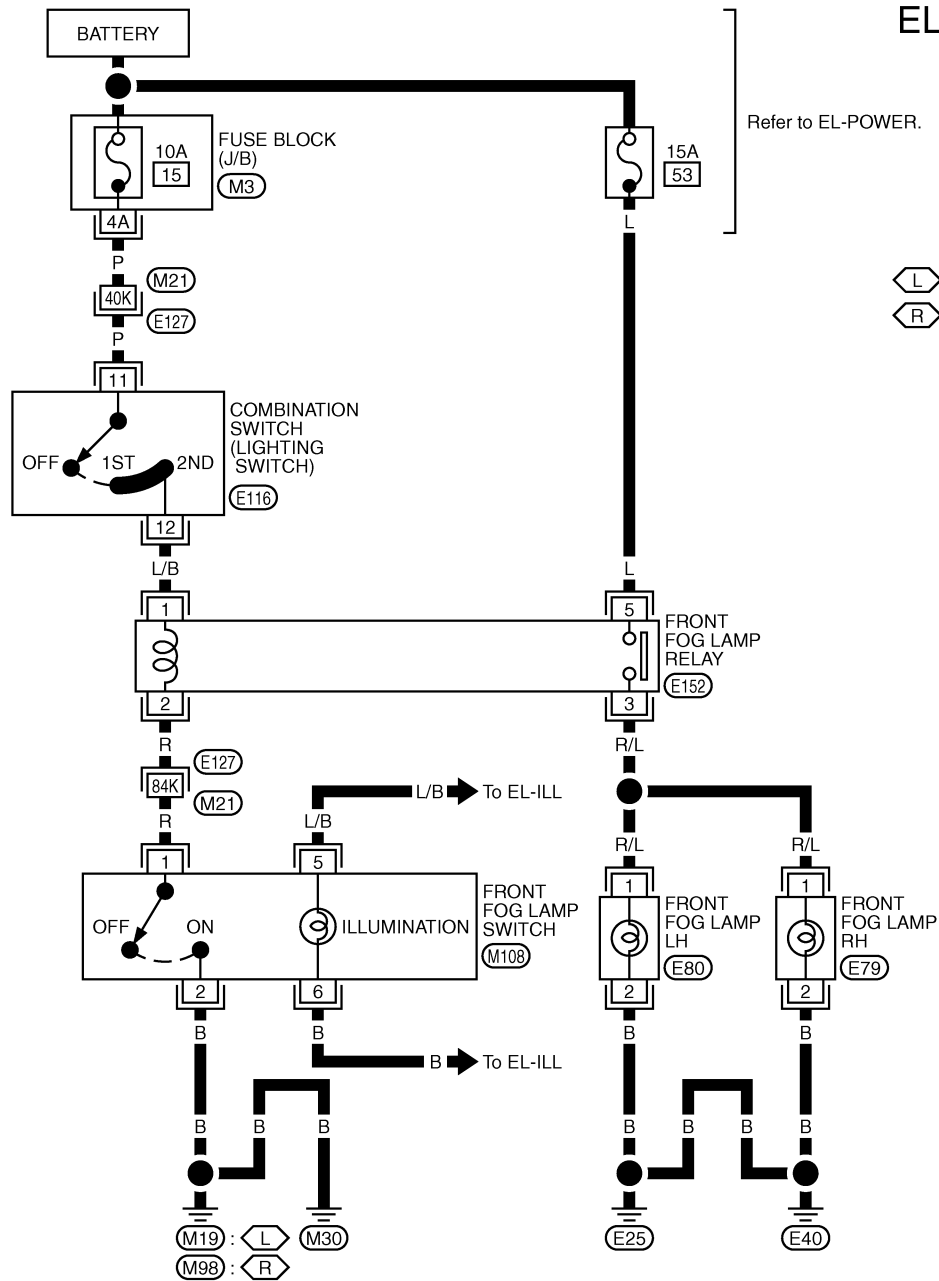 EL
BATTERY
Refer to EL-POWER.
10A
15
FUSE BLOCK
(J/B)
M3
15A
53
4A
L
P
M21
40K
E127
P
L
R
11
COMBINATION
SWITCH
(LIGHTING
SWITCH)
E116
OFF
1ST
2ND
12
L/B
L
1
5
FRONT
FOG LAMP
RELAY
E152
2
3
R
R/L
E127
84K
M21
R
L/B
To EL-ILL
L/B
R/L
R/L
1
5
1
1
OFF
ON
ILLUMINATION
FRONT
FOG LAMP
SWITCH
M108
FRONT
FOG LAMP
LH
E80
FRONT
FOG LAMP
RH
E79
2
6
2
2
B
B
B
B
B
To EL-ILL
B
B
B
B
B
B
B
M19 : L
M30
E25
E40
M98 : R